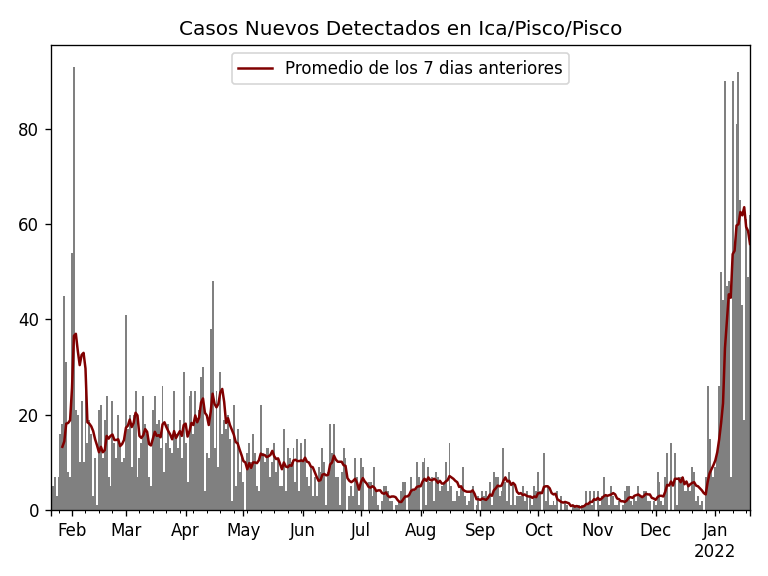 Casos Nuevos Detectados en Ica/Pisco/Pisco
Promedio de los 7 dias anteriores
80
60
40
20
0
Feb Mar Apr May Jun Jul Aug Sep Oct Nov Dec Jan
2022